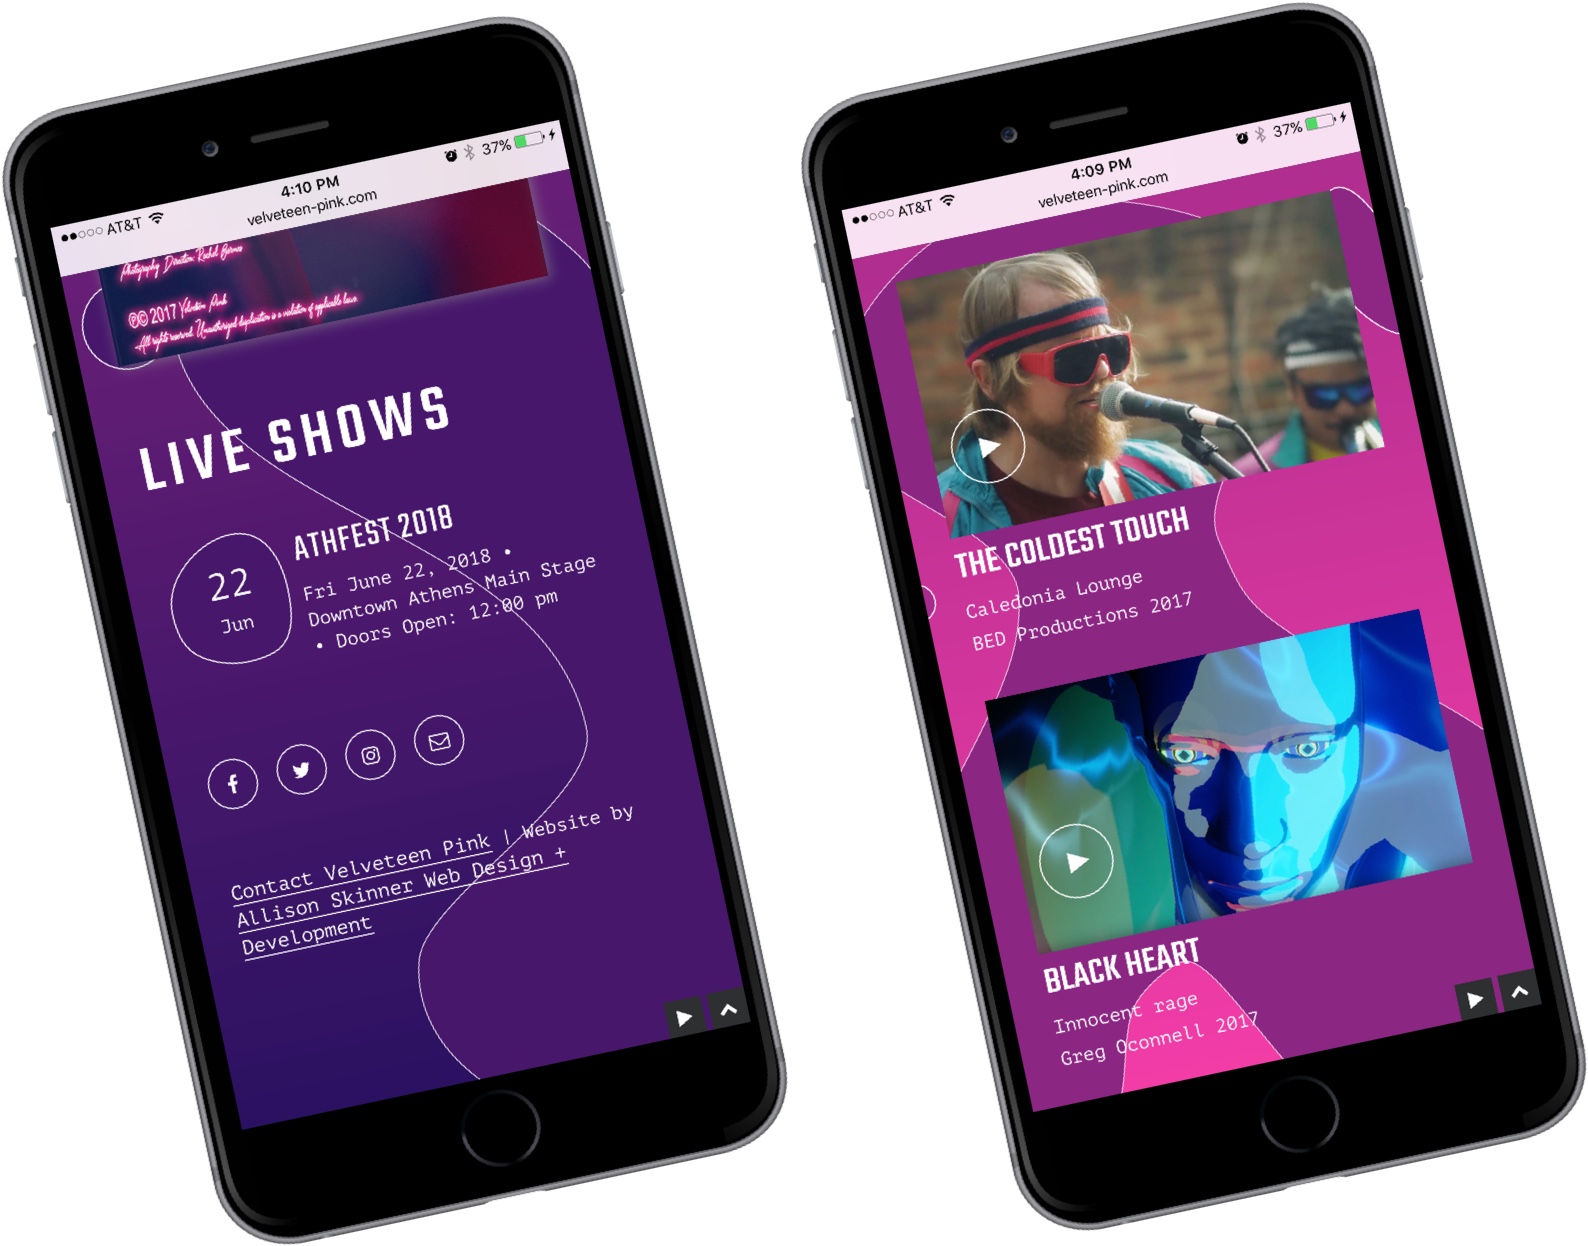 ●●○○○ AT&T
4:10 PM
37%
velveteen-pink.com
Photography Direction: Rachel Barnes
℗© 2017 Velveteen Pink
All rights reserved. Unauthorized duplication is a violation of applicable laws.
LIVE SHOWS
22
Jun
ATHFEST 2018
Fri June 22, 2018 •
Downtown Athens Main Stage
• Doors Open: 12:00 pm
Contact Velveteen Pink | Website by
Allison Skinner Web Design +
Development
●●○○○ AT&T
4:09 PM
37%
velveteen-pink.com
THE COLDEST TOUCH
Caledonia Lounge
BED Productions 2017
BLACK HEART
Innocent rage
Greg Oconnell 2017